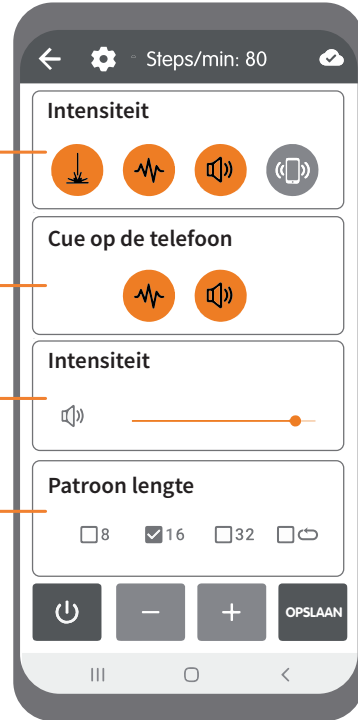 Steps/min: 80
Intensiteit
Cue op de telefoon
Intensiteit
Patroon lengte
8 16 32
OPSLAAN